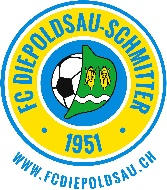 FC DIEPOLDSAU-SCHMITTER
• 1951 •
WWW.FCDIEPOLDSAU.CH